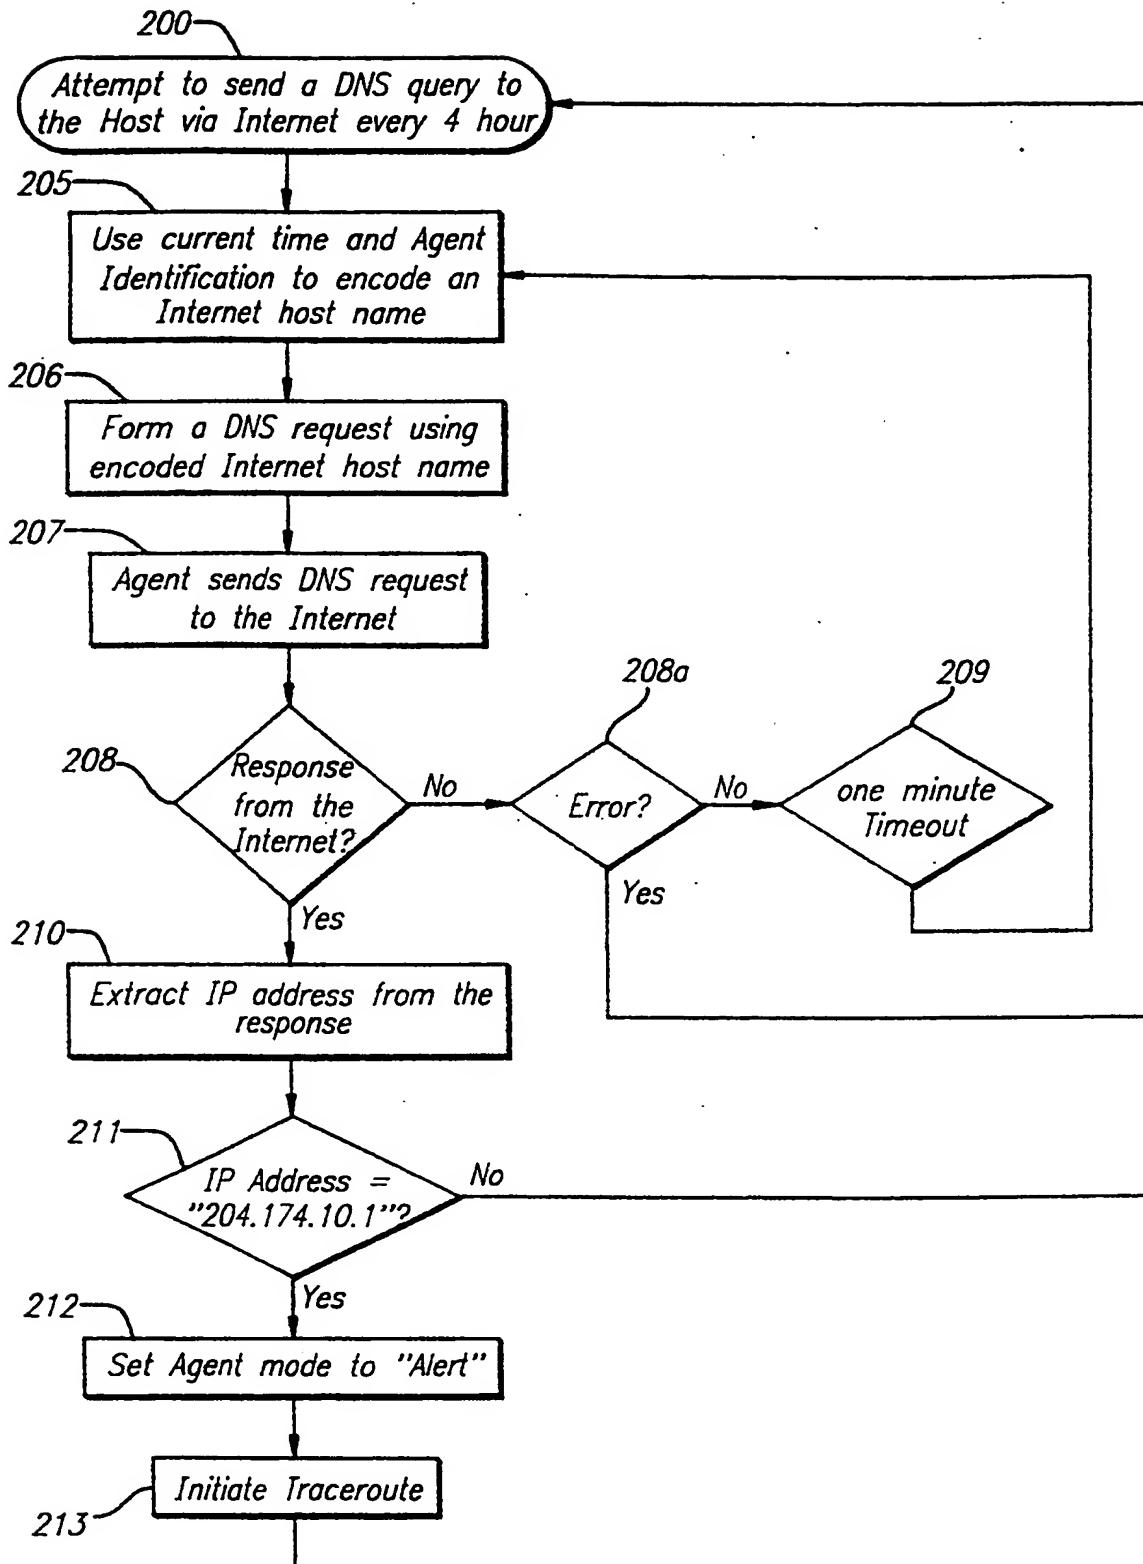 200
Attempt to send a DNS query to
the Host via Internet every 4 hour
205
Use current time and Agent
Identification to encode an
Internet host name
206
Form a DNS request using
encoded Internet host name
207
Agent sends DNS request
to the Internet
208
Response
from the
Internet?
No
Yes
208a
Error?
No
Yes
209
one minute
Timeout
210
Extract IP address from the
response
211
IP Address =
"204.174.10.1"?
No
Yes
212
Set Agent mode to "Alert"
Initiate Traceroute
213